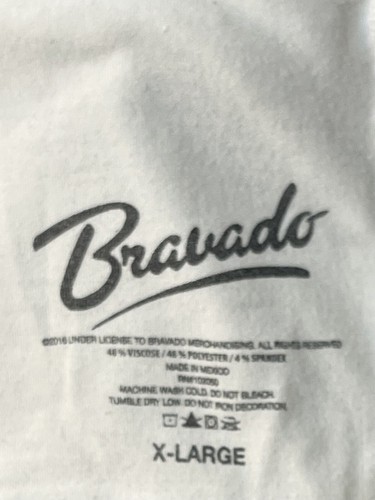 Bravado
©2016 UNDER LICENSE TO BRAVADO MERCHANDISING. ALL RIGHTS RESERVED
48 % VISCOSE / 48 % POLYESTER / 4 % SPANDEX
MADE IN MEXICO
MACHINE WASH COLD. DO NOT BLEACH.
TUMBLE DRY LOW. DO NOT IRON DECORATION.
X-LARGE